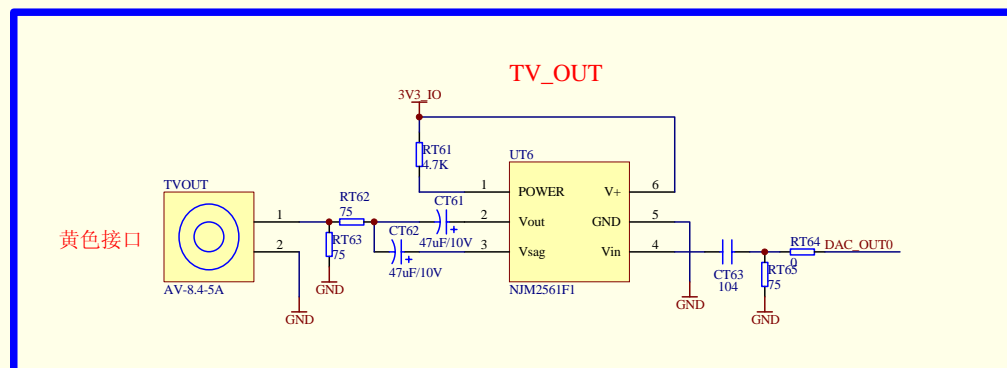 TV_OUT
3V3_IO
RT61
4.7K
UT6
TVOUT
RT62
75
CT61
1
POWER
V+
6
1
CT62
2
Vout
GND
5
黄色接口
RT63
75
47uF/10V
3
Vsag
Vin
4
RT64
0
DAC_OUT0
2
47uF/10V
CT63
104
RT65
75
AV-8.4-5A
GND
NJM2561F1
GND
GND
GND